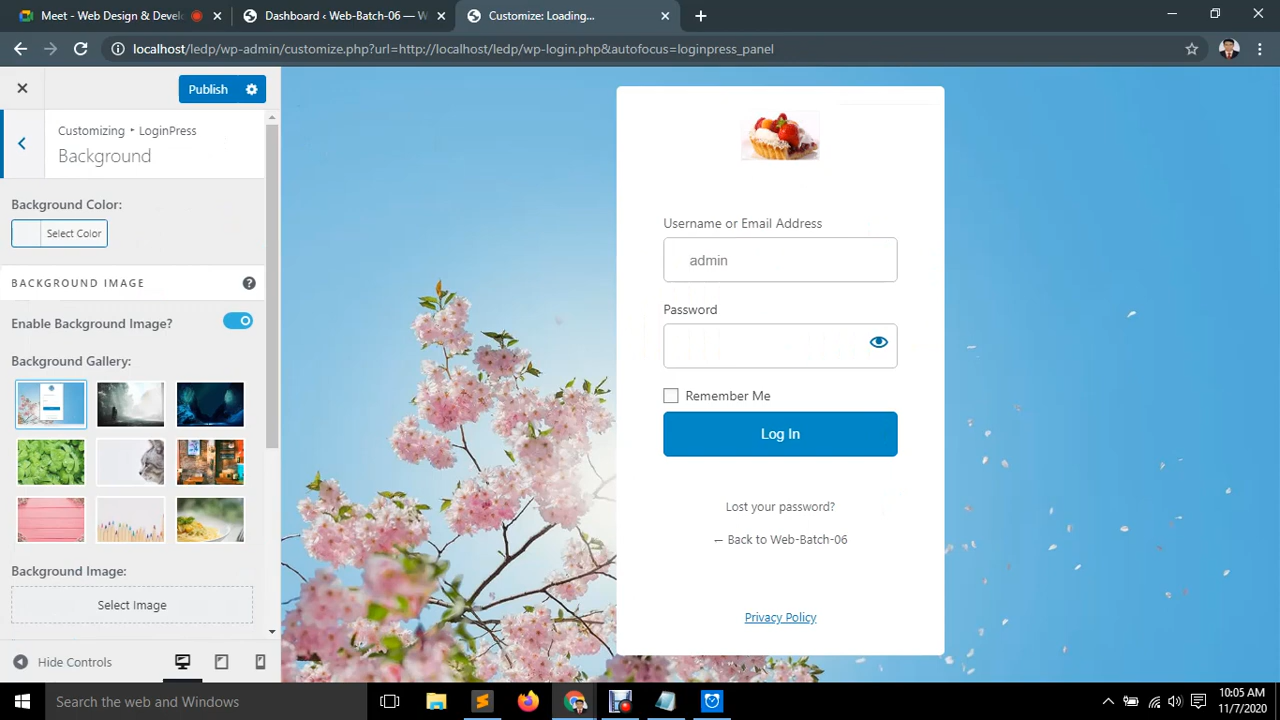 Meet - Web Design & Develo
Dashboard ‹ Web-Batch-06 — W
Customize: Loading...
localhost/ledp/wp-admin/customize.php?url=http://localhost/ledp/wp-login.php&autofocus=loginpress_panel
Publish
Customizing ▸ LoginPress
Background
Background Color:
Select Color
BACKGROUND IMAGE
Enable Background Image?
Background Gallery:
Background Image:
Select Image
Hide Controls
Username or Email Address
admin
Password
Remember Me
Log In
Lost your password?
← Back to Web-Batch-06
Privacy Policy
Search the web and Windows
10:05 AM
11/7/2020